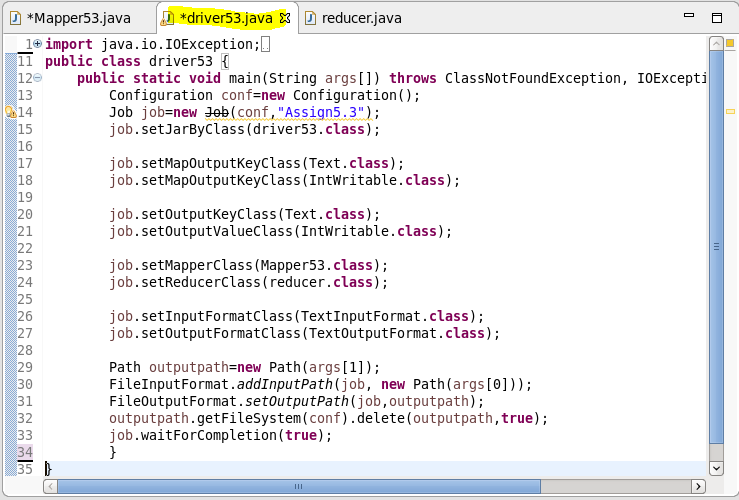 *Mapper53.java *driver53.java reducer.java
1 import java.io.IOException;
11 public class driver53 {
12 public static void main(String args[]) throws ClassNotFoundException, IOExcepti
13 Configuration conf=new Configuration();
14 Job job=new Job(conf,"Assign5.3");
15 job.setJarByClass(driver53.class);
16
17 job.setMapOutputKeyClass(Text.class);
18 job.setMapOutputKeyClass(IntWritable.class);
19
20 job.setOutputKeyClass(Text.class);
21 job.setOutputValueClass(IntWritable.class);
22
23 job.setMapperClass(Mapper53.class);
24 job.setReducerClass(reducer.class);
25
26 job.setInputFormatClass(TextInputFormat.class);
27 job.setOutputFormatClass(TextOutputFormat.class);
28
29 Path outputpath=new Path(args[1]);
30 FileInputFormat.addInputPath(job, new Path(args[0]));
31 FileOutputFormat.setOutputPath(job,outputpath);
32 outputpath.getFileSystem(conf).delete(outputpath,true);
33 job.waitForCompletion(true);
34 }
35 }